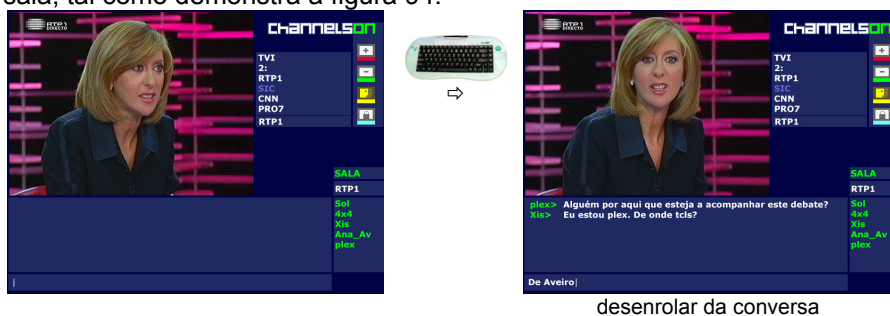 sala, tal como demonstra a figura 94.
RTP1
DIRECTO
channelson
TVI
2:
RTP1
SIC
CNN
PRO7
RTP1
SALA
RTP1
Sol
4x4
Xis
Ana_Av
plex
RTP1
DIRECTO
channelson
TVI
2:
RTP1
SIC
CNN
PRO7
RTP1
SALA
RTP1
plex> Alguém por aqui que esteja a acompanhar este debate?
Xis> Eu estou plex. De onde tcls?
Sol
4x4
Xis
Ana_Av
plex
De Aveiro|
desenrolar da conversa